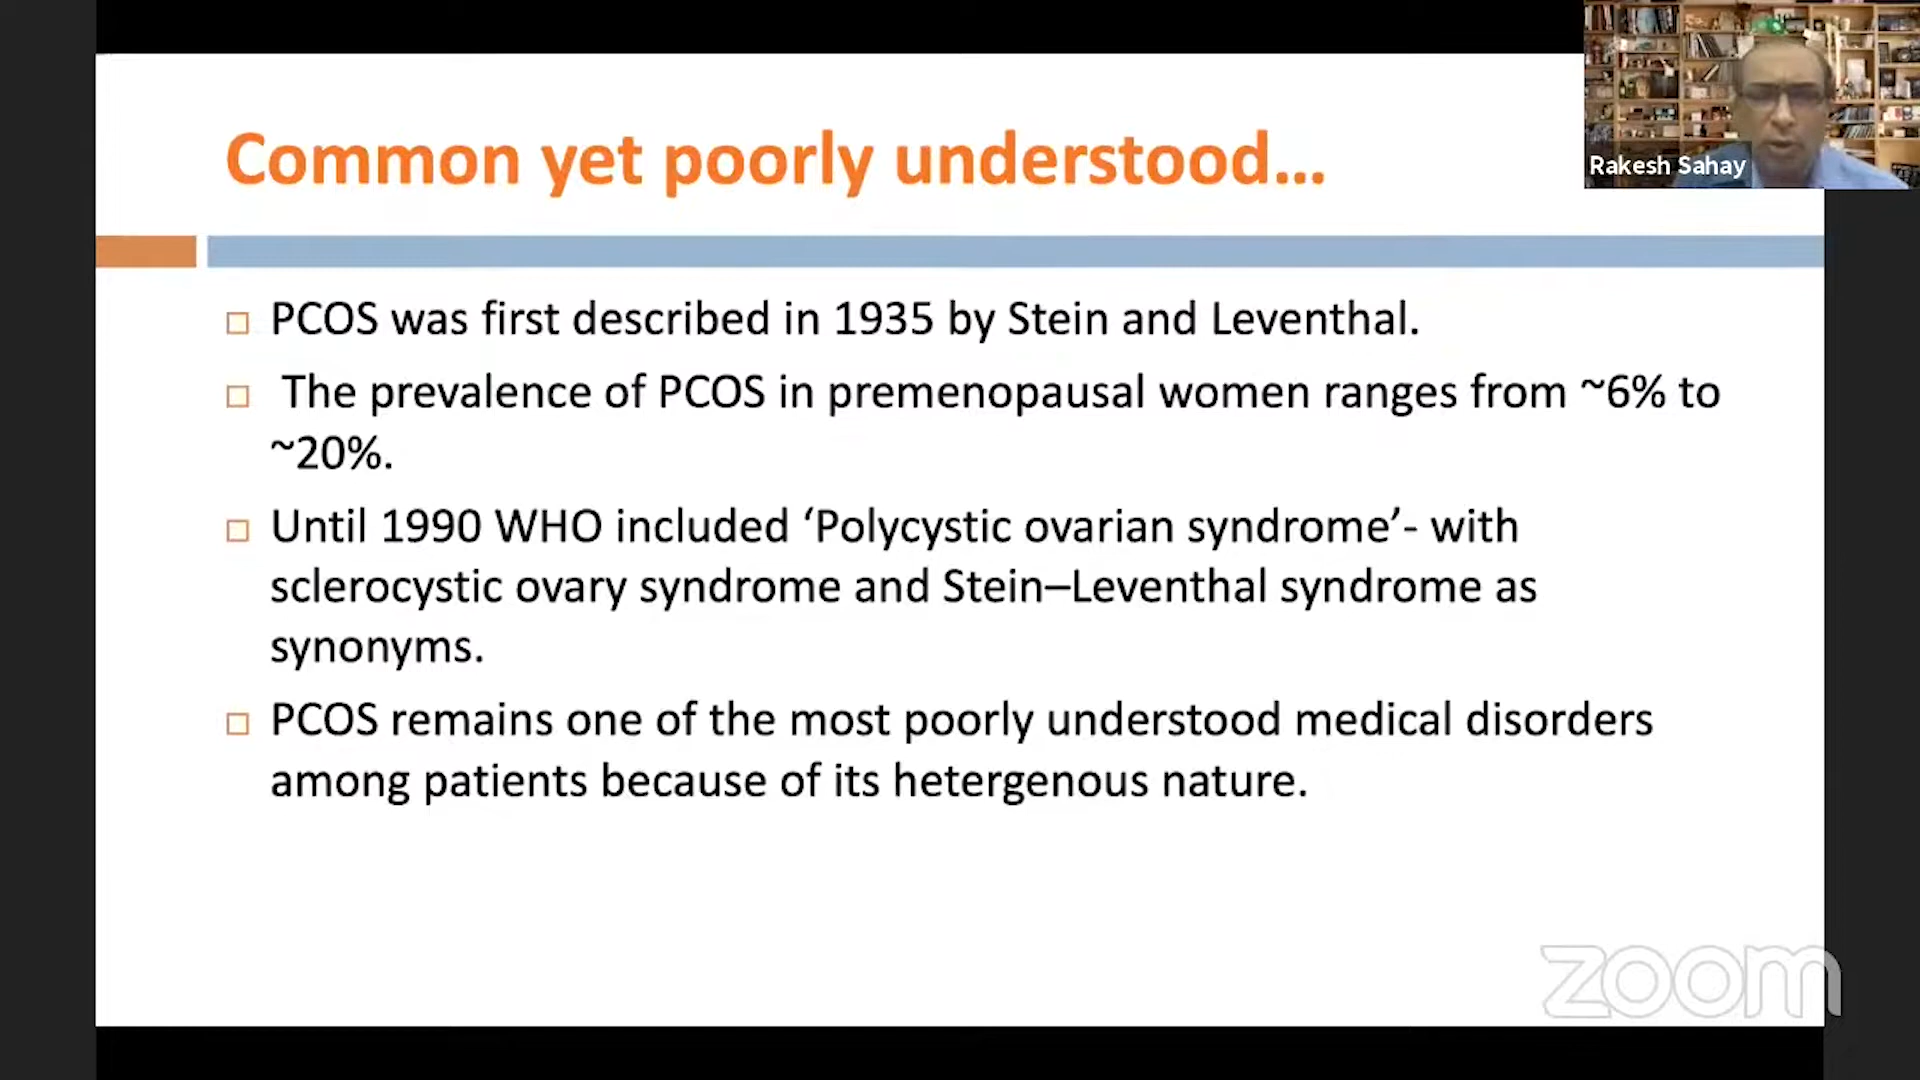 Common yet poorly understood...
Rakesh Sahay
PCOS was first described in 1935 by Stein and Leventhal.
The prevalence of PCOS in premenopausal women ranges from ~6% to
~20%.
Until 1990 WHO included ‘Polycystic ovarian syndrome’- with
sclerocystic ovary syndrome and Stein–Leventhal syndrome as
synonyms.
PCOS remains one of the most poorly understood medical disorders
among patients because of its hetergenous nature.
zoom